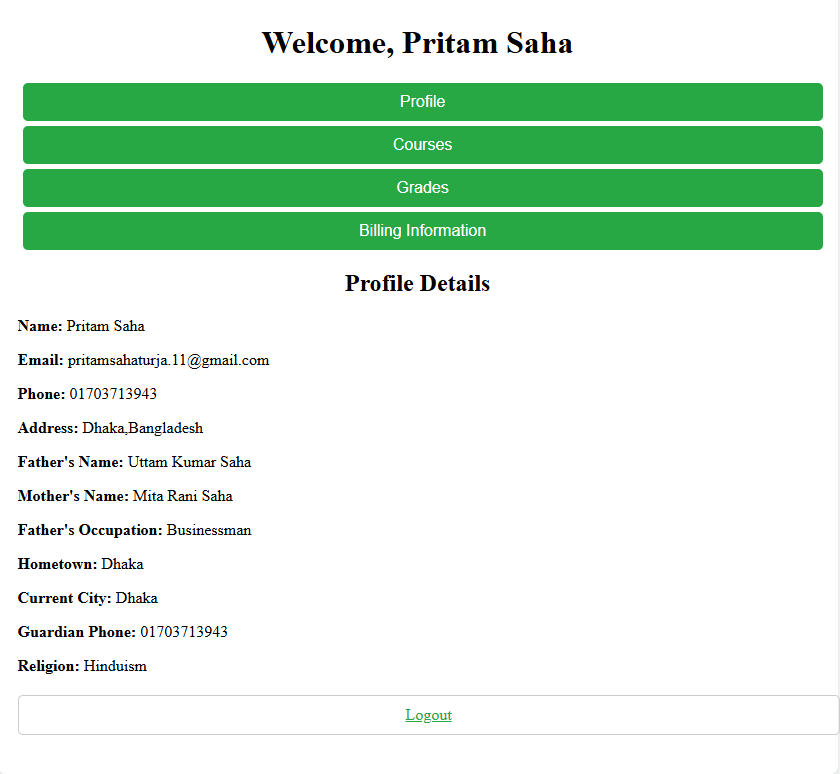 Welcome, Pritam Saha
Profile
Courses
Grades
Billing Information
Profile Details
Name: Pritam Saha
Email: pritamsahaturja.11@gmail.com
Phone: 01703713943
Address: Dhaka,Bangladesh
Father's Name: Uttam Kumar Saha
Mother's Name: Mita Rani Saha
Father's Occupation: Businessman
Hometown: Dhaka
Current City: Dhaka
Guardian Phone: 01703713943
Religion: Hinduism
Logout